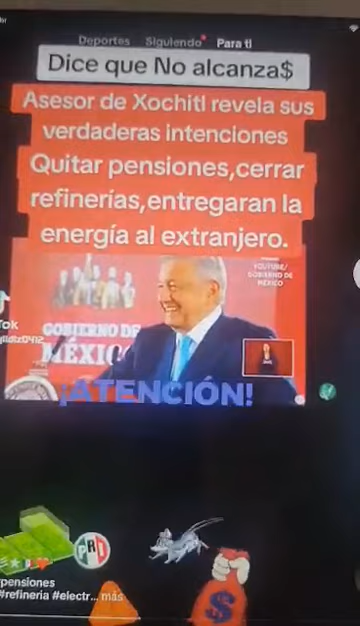 Deportes Siguiendo Para ti
Dice que No alcanza$
Asesor de Xochitl revela sus
verdaderas intenciones
Quitar pensiones,cerrar
refinerías,entregaran la
energía al extranjero.
YOUTUBE/
GOBIERNO DE
MÉXICO
GOBIERNO DE
MÉXICO
¡ATENCIÓN!
PRI
$
pensiones
#refineria #electr... más